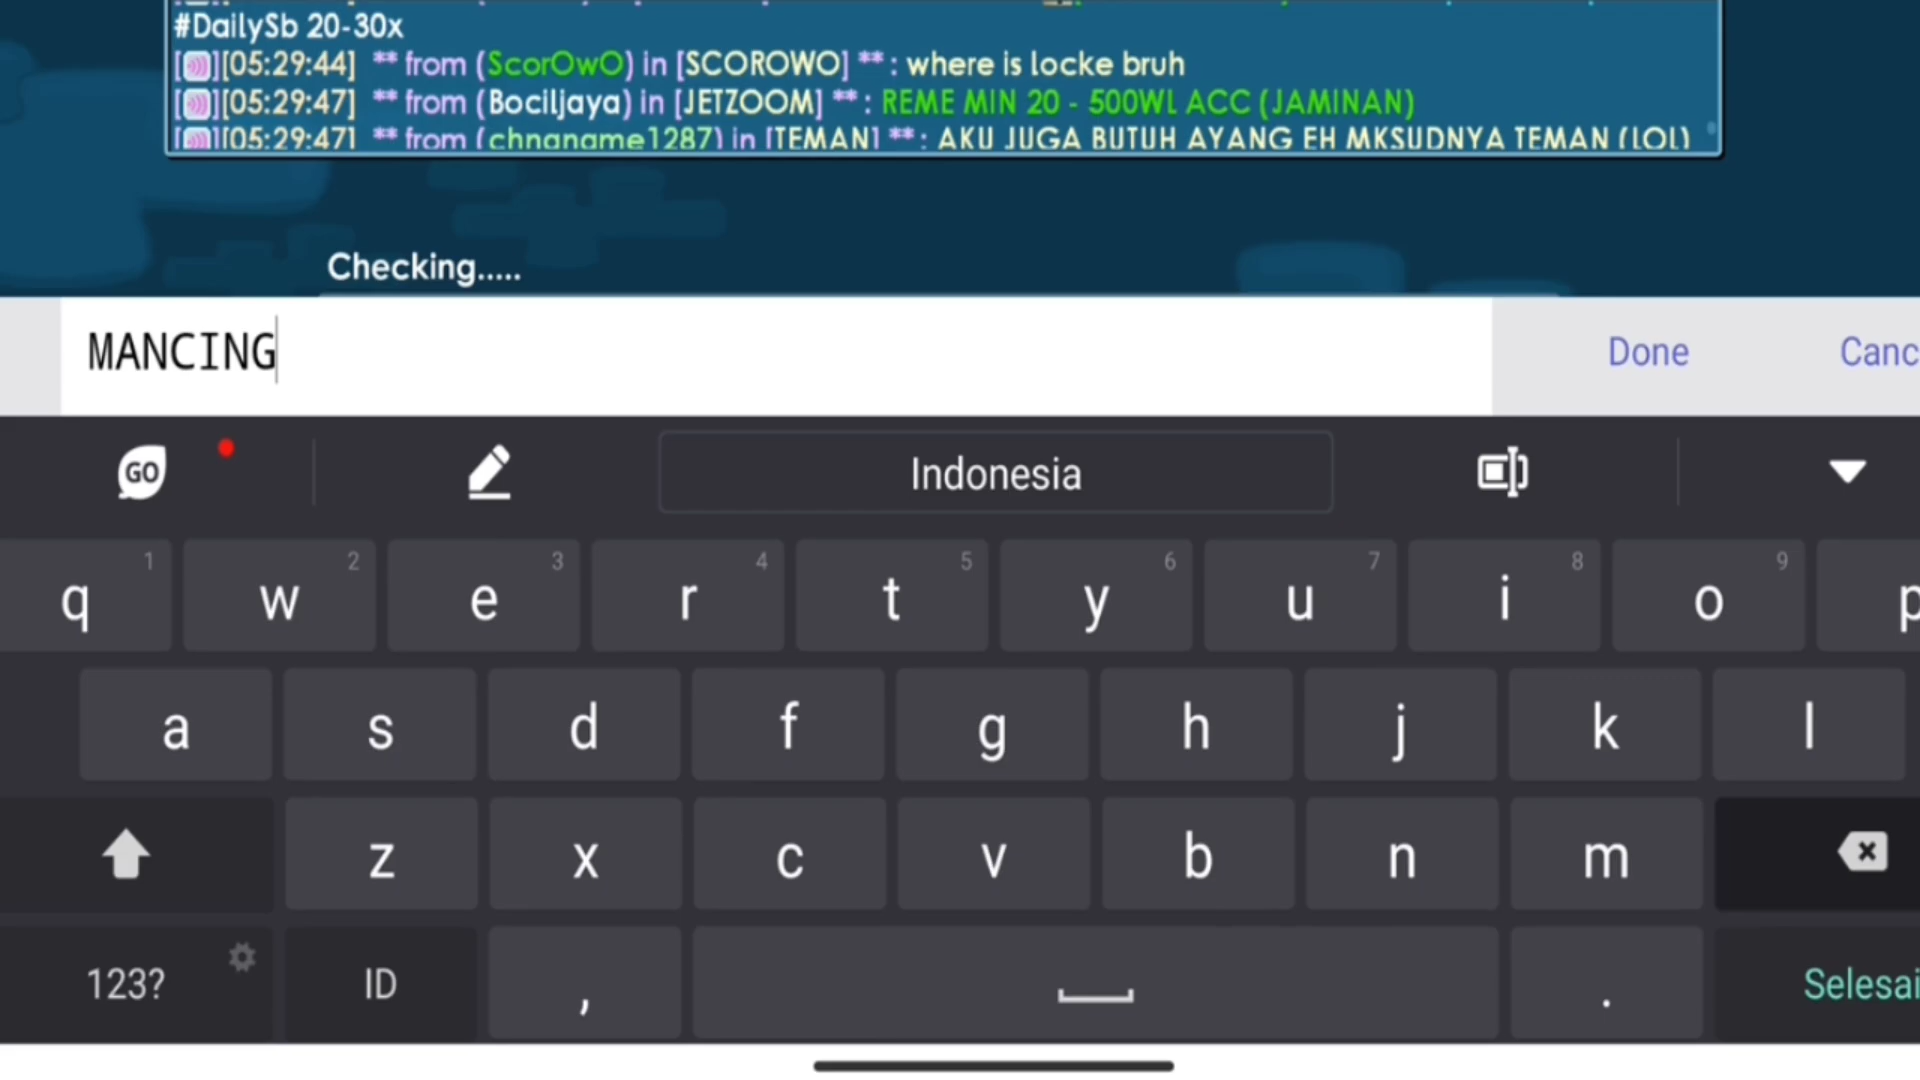 #DailySb 20-30x
[05:29:44] ** from (ScorOwO) in [SCOROWO] ** : where is locke bruh
[05:29:47] ** from (Bociljaya) in [JETZOOM] ** : REME MIN 20 - 500WL ACC (JAMINAN)
[05:29:47] ** from (chngname1287) in [TEMAN] ** : AKU JUGA BUTUH AYANG EH MKSUDNYA TEMAN (LOL)
Checking.....
MANCING
Done
Canc
GO
Indonesia
1 2 3 4 5 6 7 8 9
q w e r t y u i o p
a s d f g h j k l
z x c v b n m
123? ID , .
Selesai